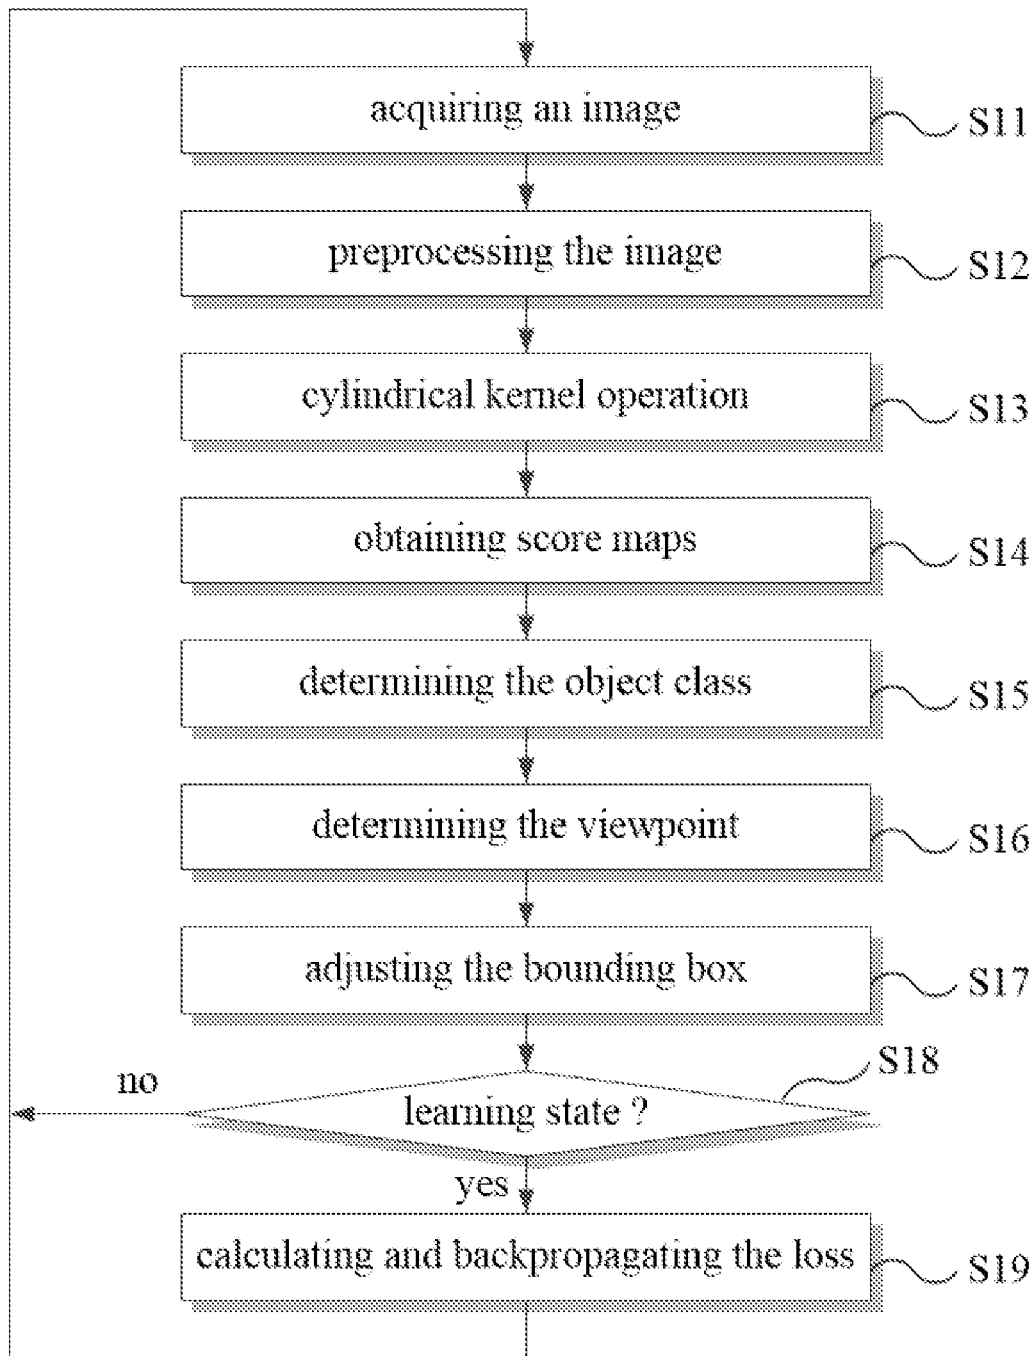 acquiring an image
S11
preprocessing the image
S12
cylindrical kernel operation
S13
obtaining score maps
S14
determining the object class
S15
determining the viewpoint
S16
adjusting the bounding box
S17
S18
no
learning state ?
yes
calculating and backpropagating the loss
S19